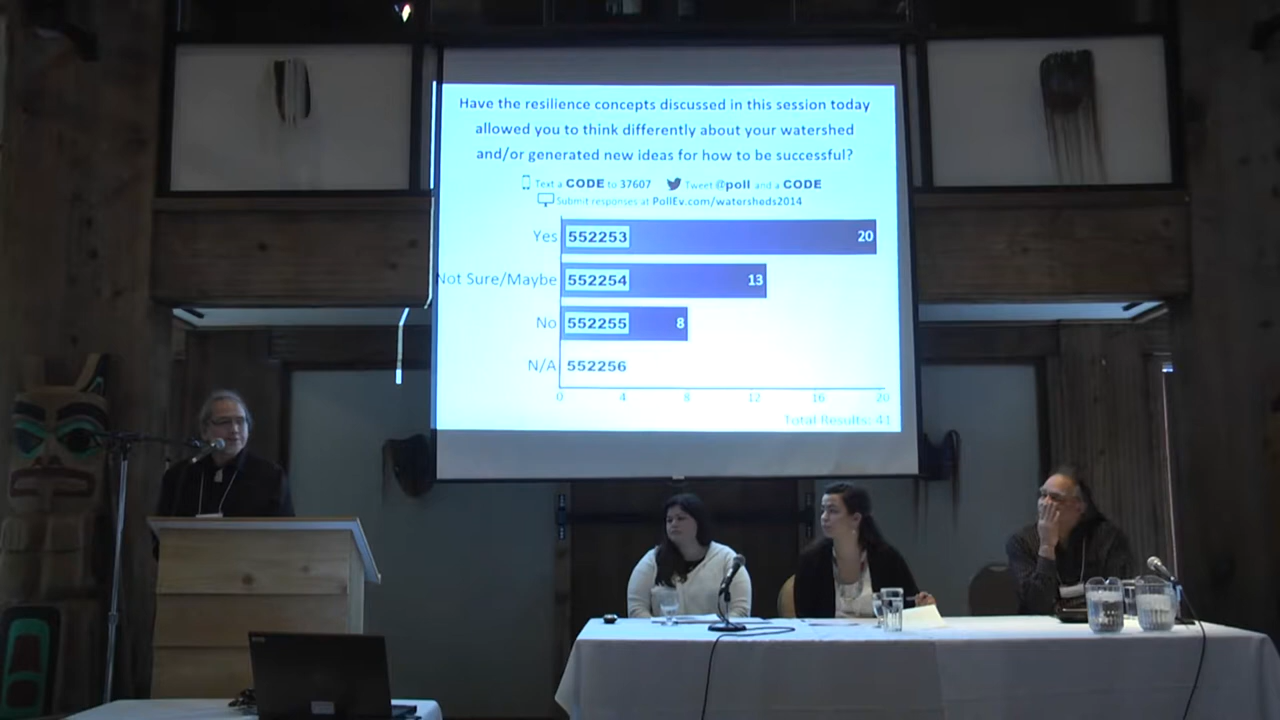 Have the resilience concepts discussed in this session today
allowed you to think differently about your watershed
and/or generated new ideas for how to be successful?
Text a CODE to 37607 Tweet @poll and a CODE
Submit responses at PollEv.com/watersheds2014
Yes 552253 20
Not Sure/Maybe 552254 13
No 552255 8
N/A 552256
0 4 8 12 16 20
Total Results: 41